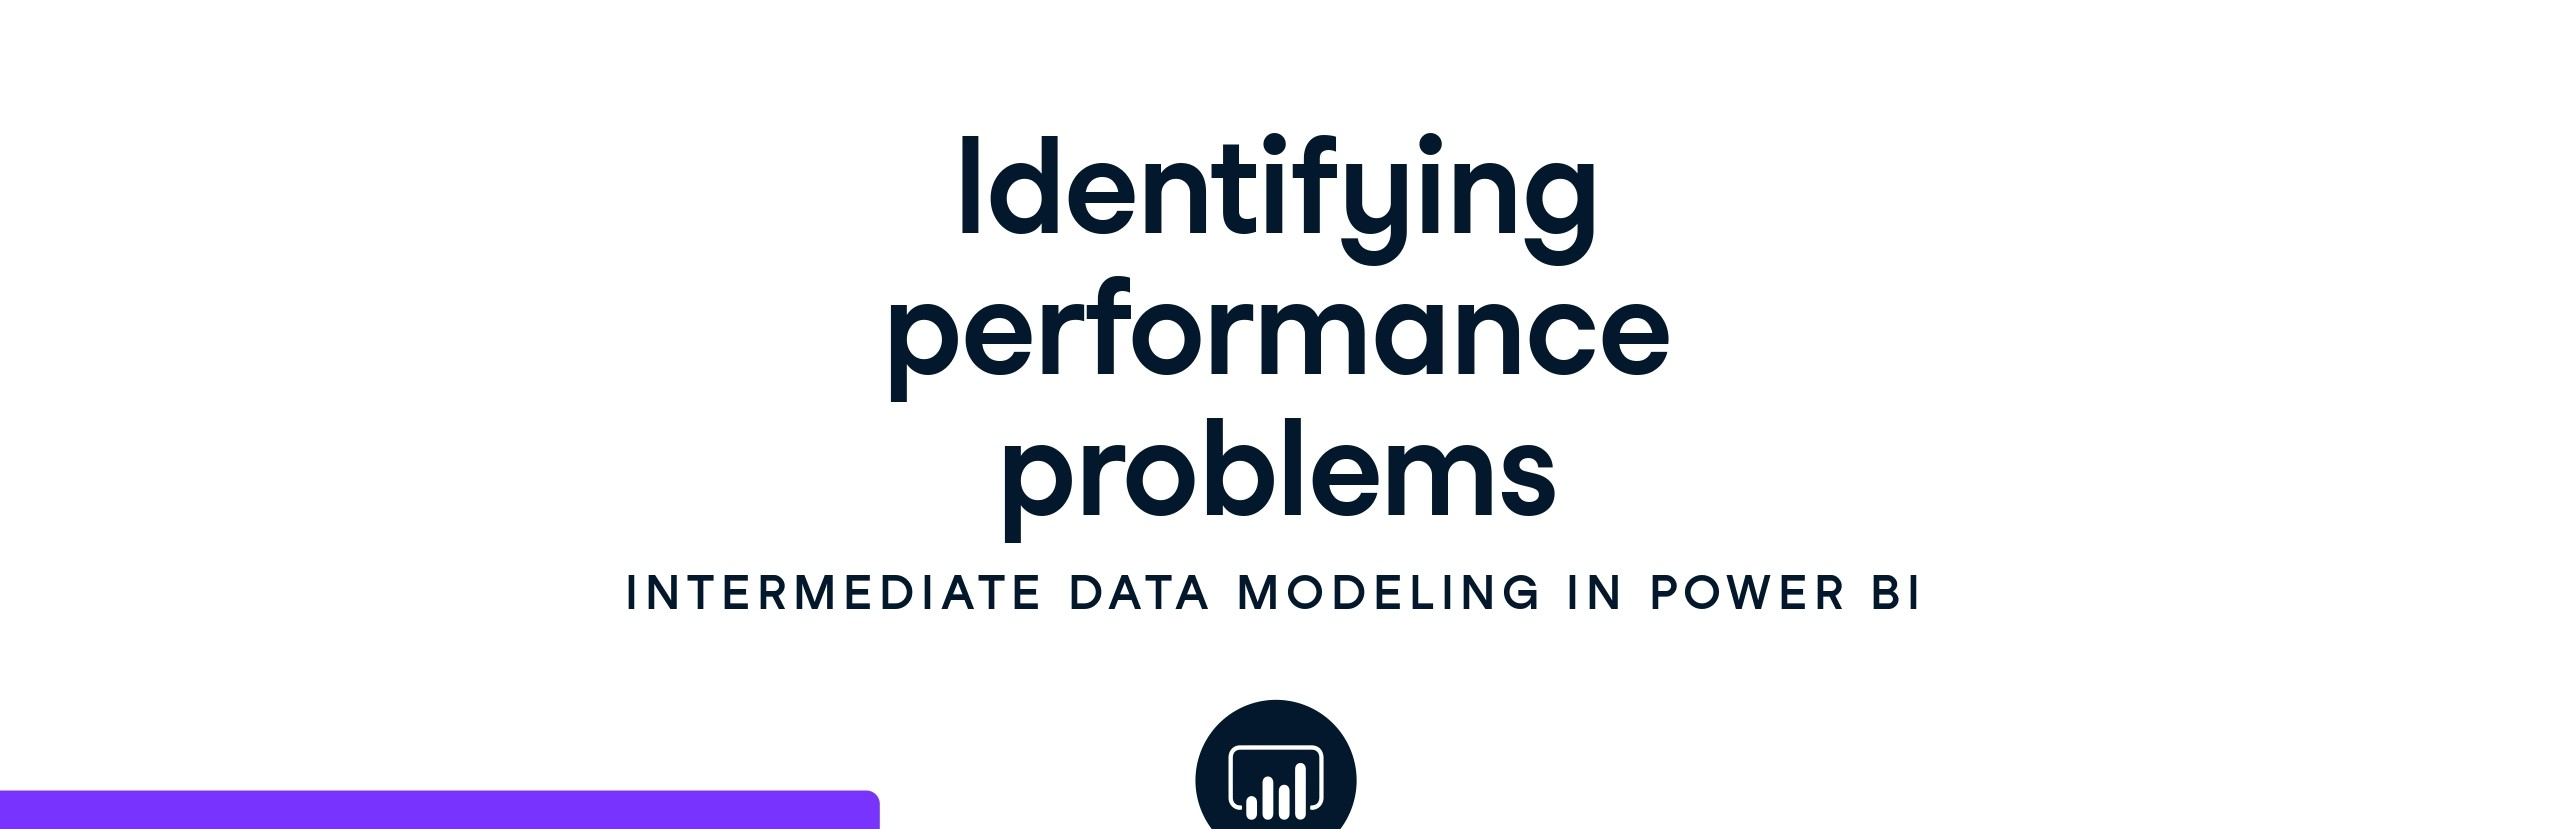 Identifying
performance
problems
INTERMEDIATE DATA MODELING IN POWER BI